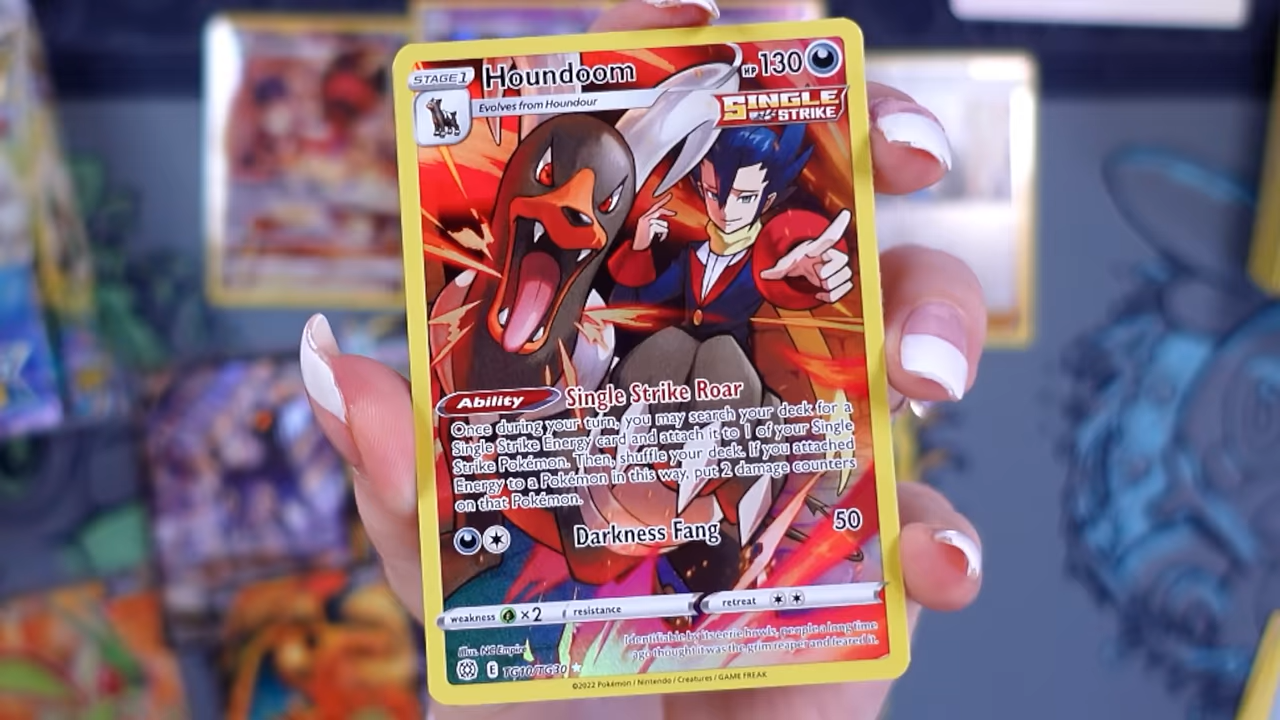 STAGE 1
Houndoom
HP 130
Evolves from Houndour
SINGLE
STRIKE
Ability
Single Strike Roar
Once during your turn, you may search your deck for a
Single Strike Energy card and attach it to 1 of your Single
Strike Pokémon. Then, shuffle your deck. If you attached
Energy to a Pokémon in this way, put 2 damage counters
on that Pokémon.
Darkness Fang
50
weakness ×2 resistance
retreat
Identifiable by its eerie howls, people a long time
ago thought it was the grim reaper and feared it.
Illus. NC Empire
E TG10/TG30
©2022 Pokémon / Nintendo / Creatures / GAME FREAK